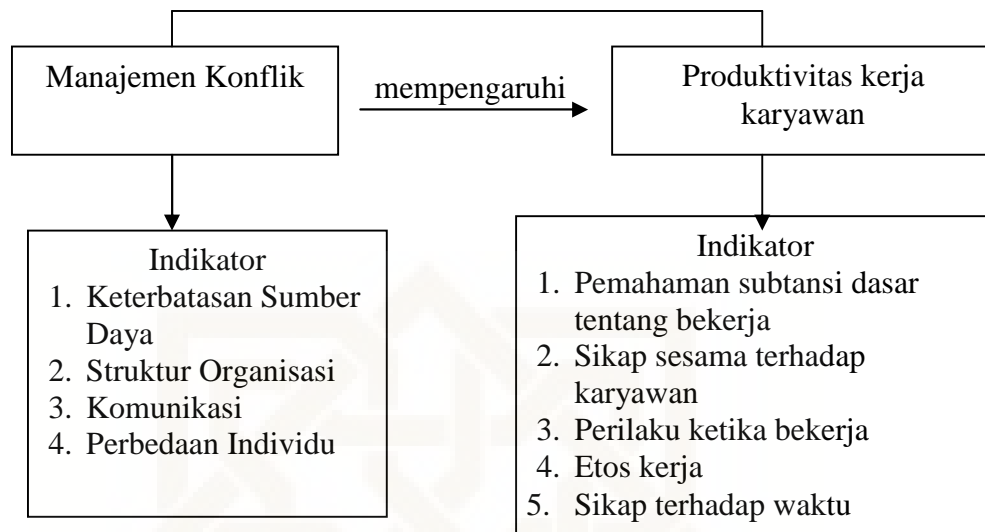 Manajemen Konflik
mempengaruhi
Produktivitas kerja
karyawan
Indikator
1. Keterbatasan Sumber
Daya
2. Struktur Organisasi
3. Komunikasi
4. Perbedaan Individu
Indikator
1. Pemahaman subtansi dasar
tentang bekerja
2. Sikap sesama terhadap
karyawan
3. Perilaku ketika bekerja
4. Etos kerja
5. Sikap terhadap waktu